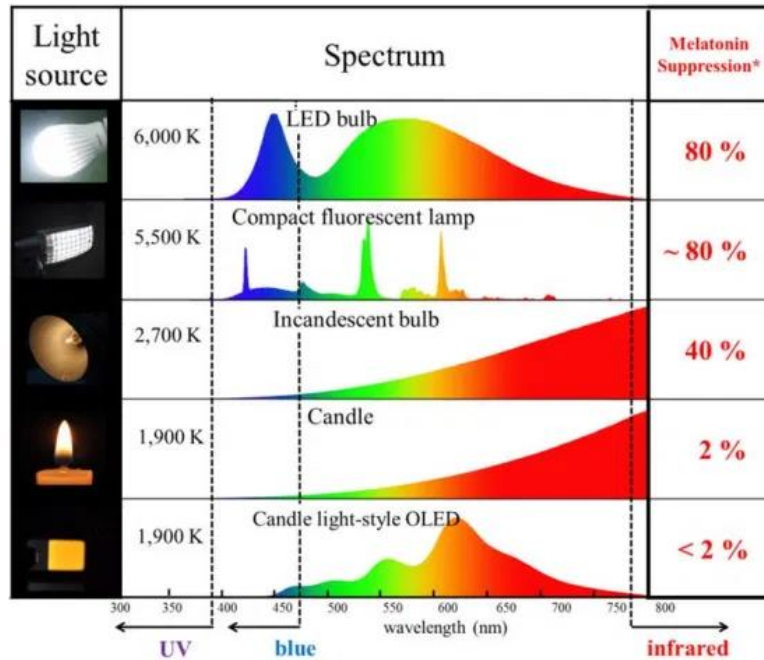 Light
source
Spectrum
Melatonin
Suppression*
6,000 K
LED bulb
80 %
5,500 K
Compact fluorescent lamp
~ 80 %
2,700 K
Incandescent bulb
40 %
1,900 K
Candle
2 %
1,900 K
Candle light-style OLED
< 2 %
300 350 400 450 500 550 600 650 700 750 800
wavelength (nm)
UV blue infrared